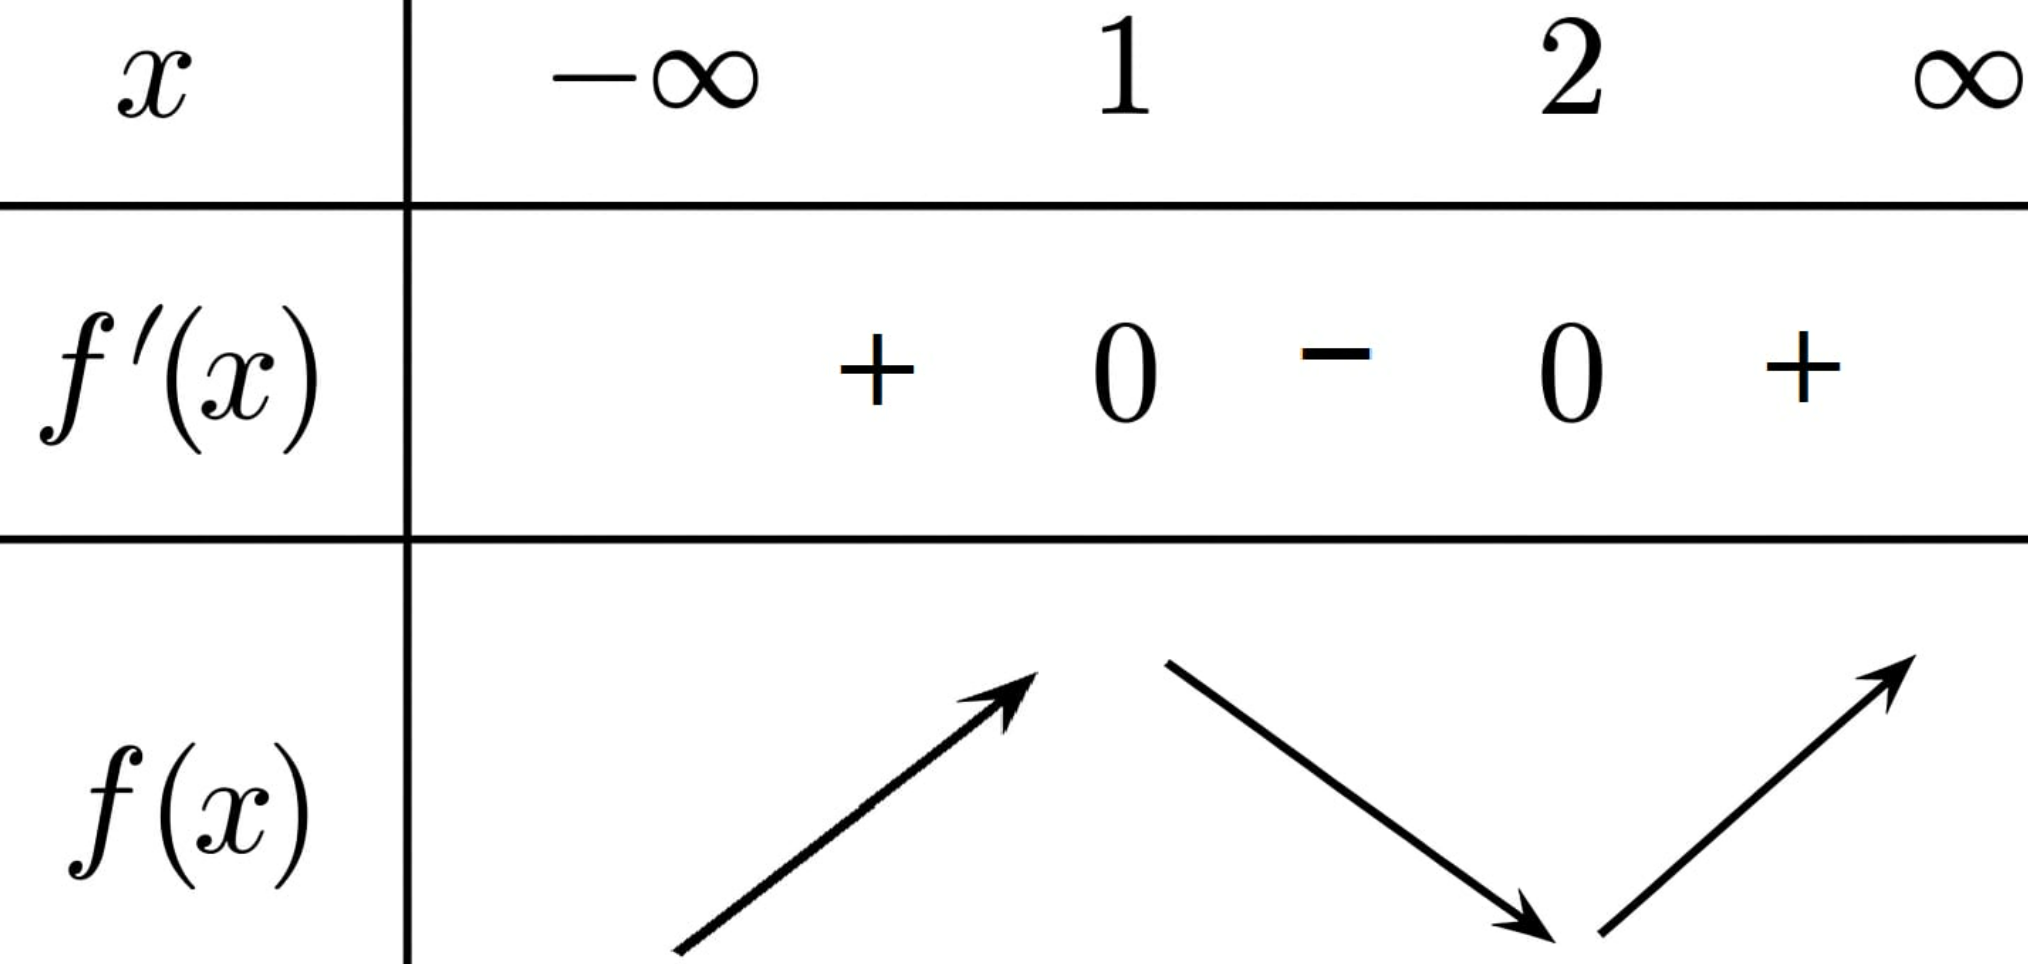 x −∞ 1 2 ∞
f′(x) + 0 − 0 +
f(x)